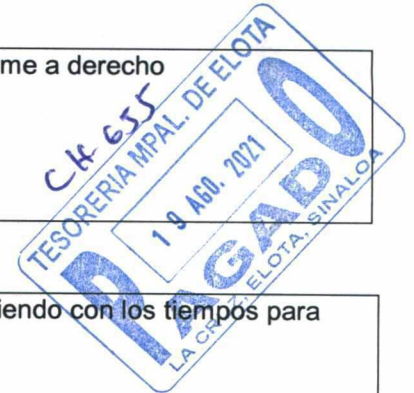 me a derecho
CH-655
TESORERIA MPAL. DE ELOTA
19 AGO. 2021
PAGADO
LA CRUZ, ELOTA, SINALOA
iendo con los tiempos para